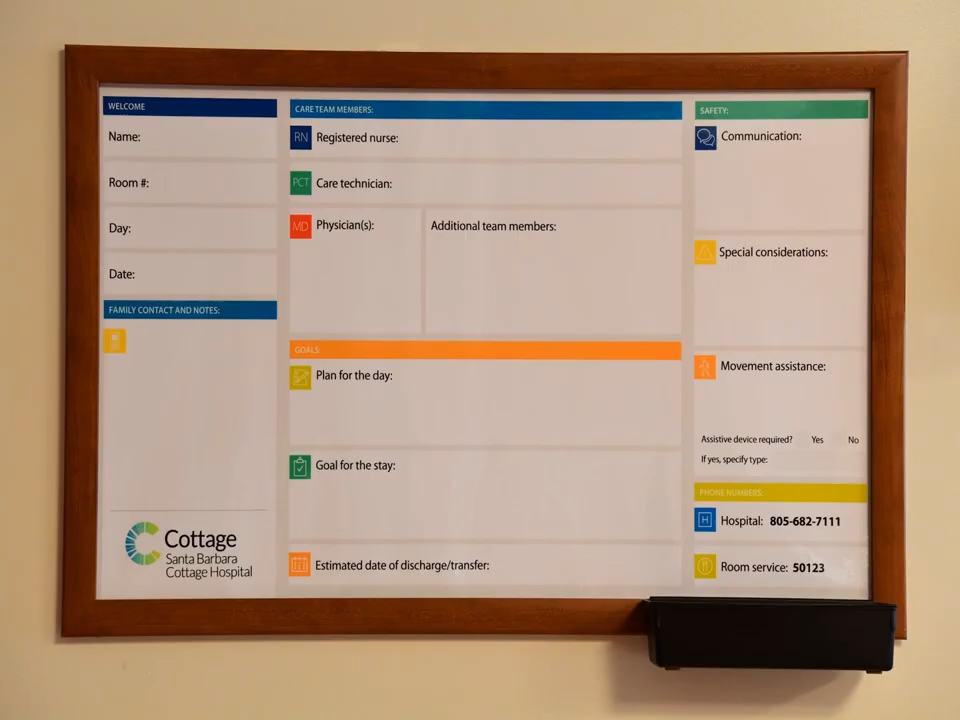 WELCOME
Name:
Room #:
Day:
Date:
FAMILY CONTACT AND NOTES:
Cottage
Santa Barbara
Cottage Hospital
CARE TEAM MEMBERS:
RN Registered nurse:
PCT Care technician:
MD Physician(s):
Additional team members:
GOALS:
Plan for the day:
Goal for the stay:
Estimated date of discharge/transfer:
SAFETY:
Communication:
Special considerations:
Movement assistance:
Assistive device required? Yes No
If yes, specify type:
PHONE NUMBERS:
H Hospital: 805-682-7111
Room service: 50123